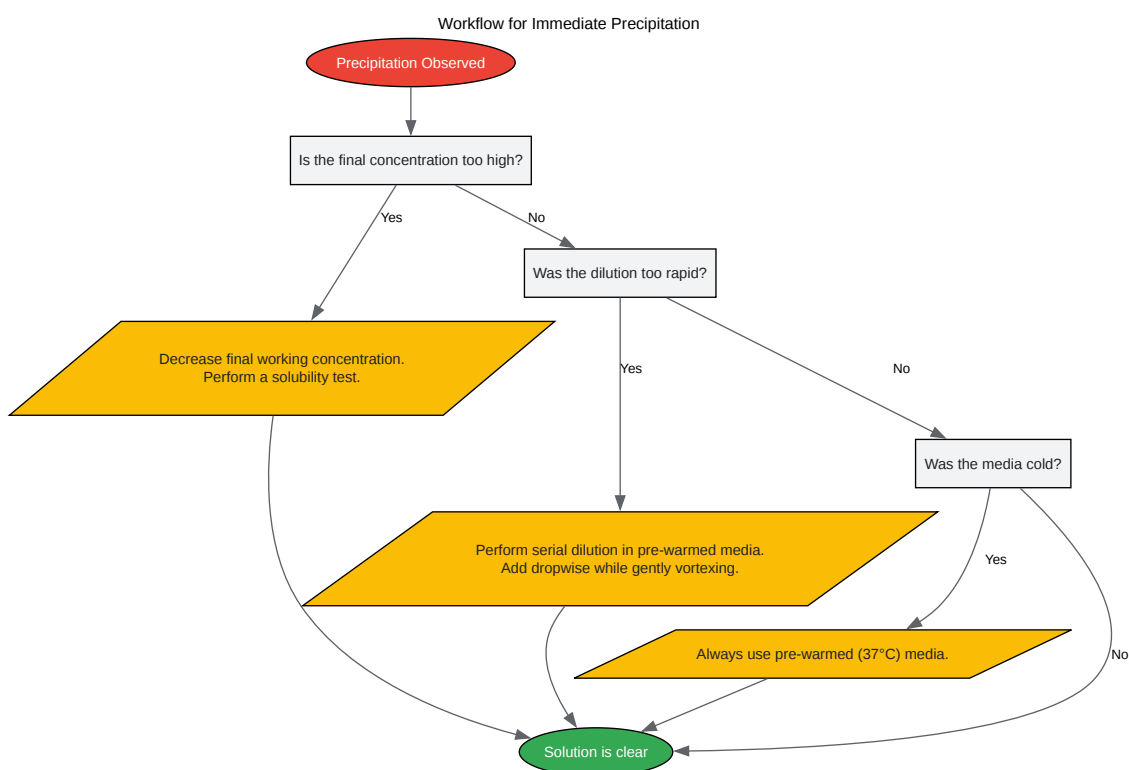 Workflow for Immediate Precipitation
Precipitation Observed
Is the final concentration too high?
Yes
No
Was the dilution too rapid?
Decrease final working concentration.
Perform a solubility test.
Yes
No
Was the media cold?
Perform serial dilution in pre-warmed media.
Add dropwise while gently vortexing.
Yes
Always use pre-warmed (37°C) media.
No
Solution is clear